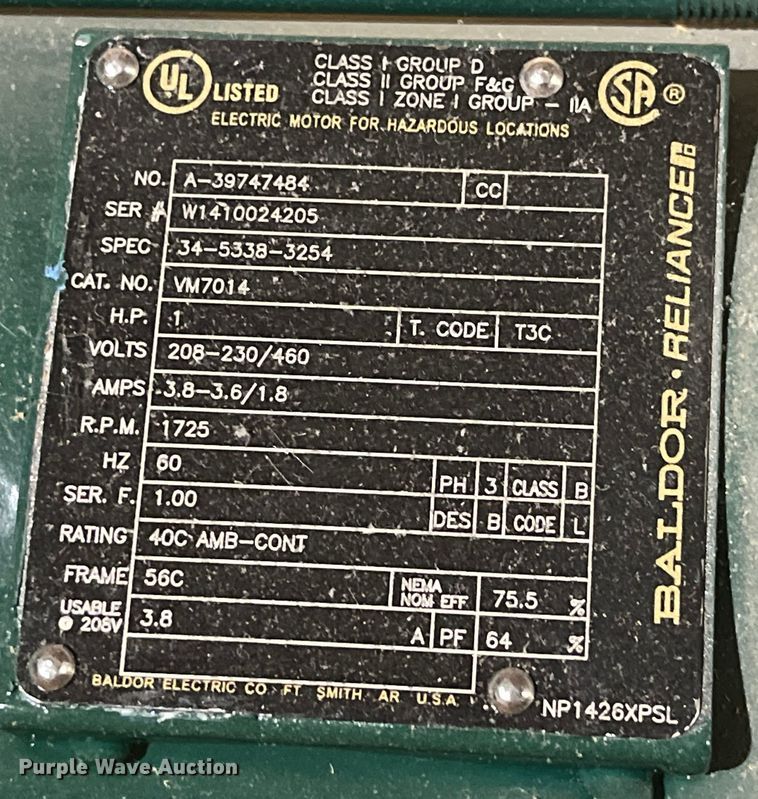 CLASS I GROUP D
CLASS II GROUP F&G
CLASS I ZONE I GROUP - IIA
UL LISTED
SA ®
ELECTRIC MOTOR FOR HAZARDOUS LOCATIONS
NO. A-39747484 CC
SER # W1410024205
SPEC 34-5338-3254
CAT. NO. VM7014
H.P. 1 T. CODE T3C
VOLTS 208-230/460
AMPS 3.8-3.6/1.8
R.P.M. 1725
HZ 60 PH 3 CLASS B
SER. F. 1.00 DES B CODE L
RATING 40C AMB-CONT
FRAME 56C NEMA NOM EFF 75.5 %
USABLE @ 208V 3.8 A PF 64 %
BALDOR ELECTRIC CO. FT. SMITH, AR. U.S.A.
NP1426XPSL
BALDOR · RELIANCE
Purple Wave Auction